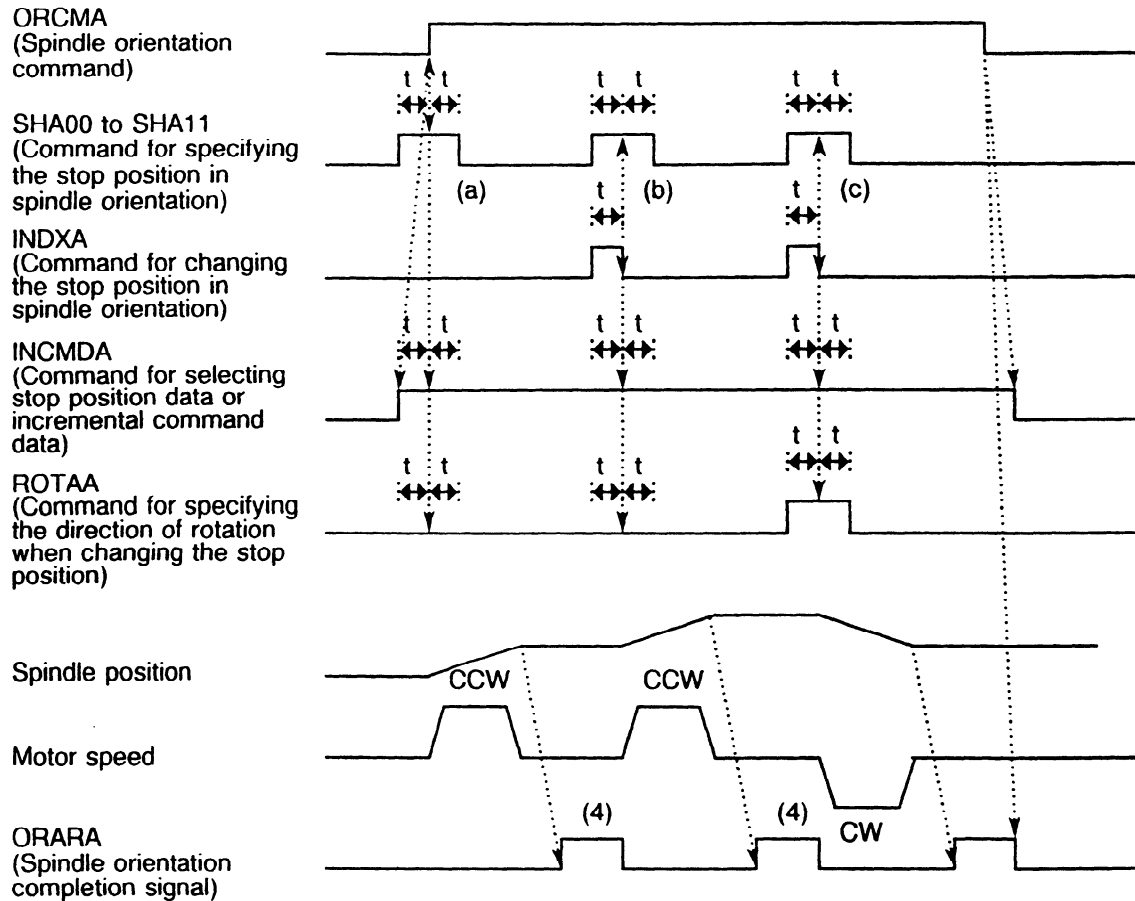 ORCMA
(Spindle orientation
command)
t t t t t t
SHA00 to SHA11
(Command for specifying
the stop position in
spindle orientation)
(a) (b) (c)
t t
INDXA
(Command for changing
the stop position in
spindle orientation)
t t t t t t
INCMDA
(Command for selecting
stop position data or
incremental command
data)
t t
t t t t
ROTAA
(Command for specifying
the direction of rotation
when changing the stop
position)
Spindle position
CCW CCW
Motor speed
(4) (4) CW
ORARA
(Spindle orientation
completion signal)